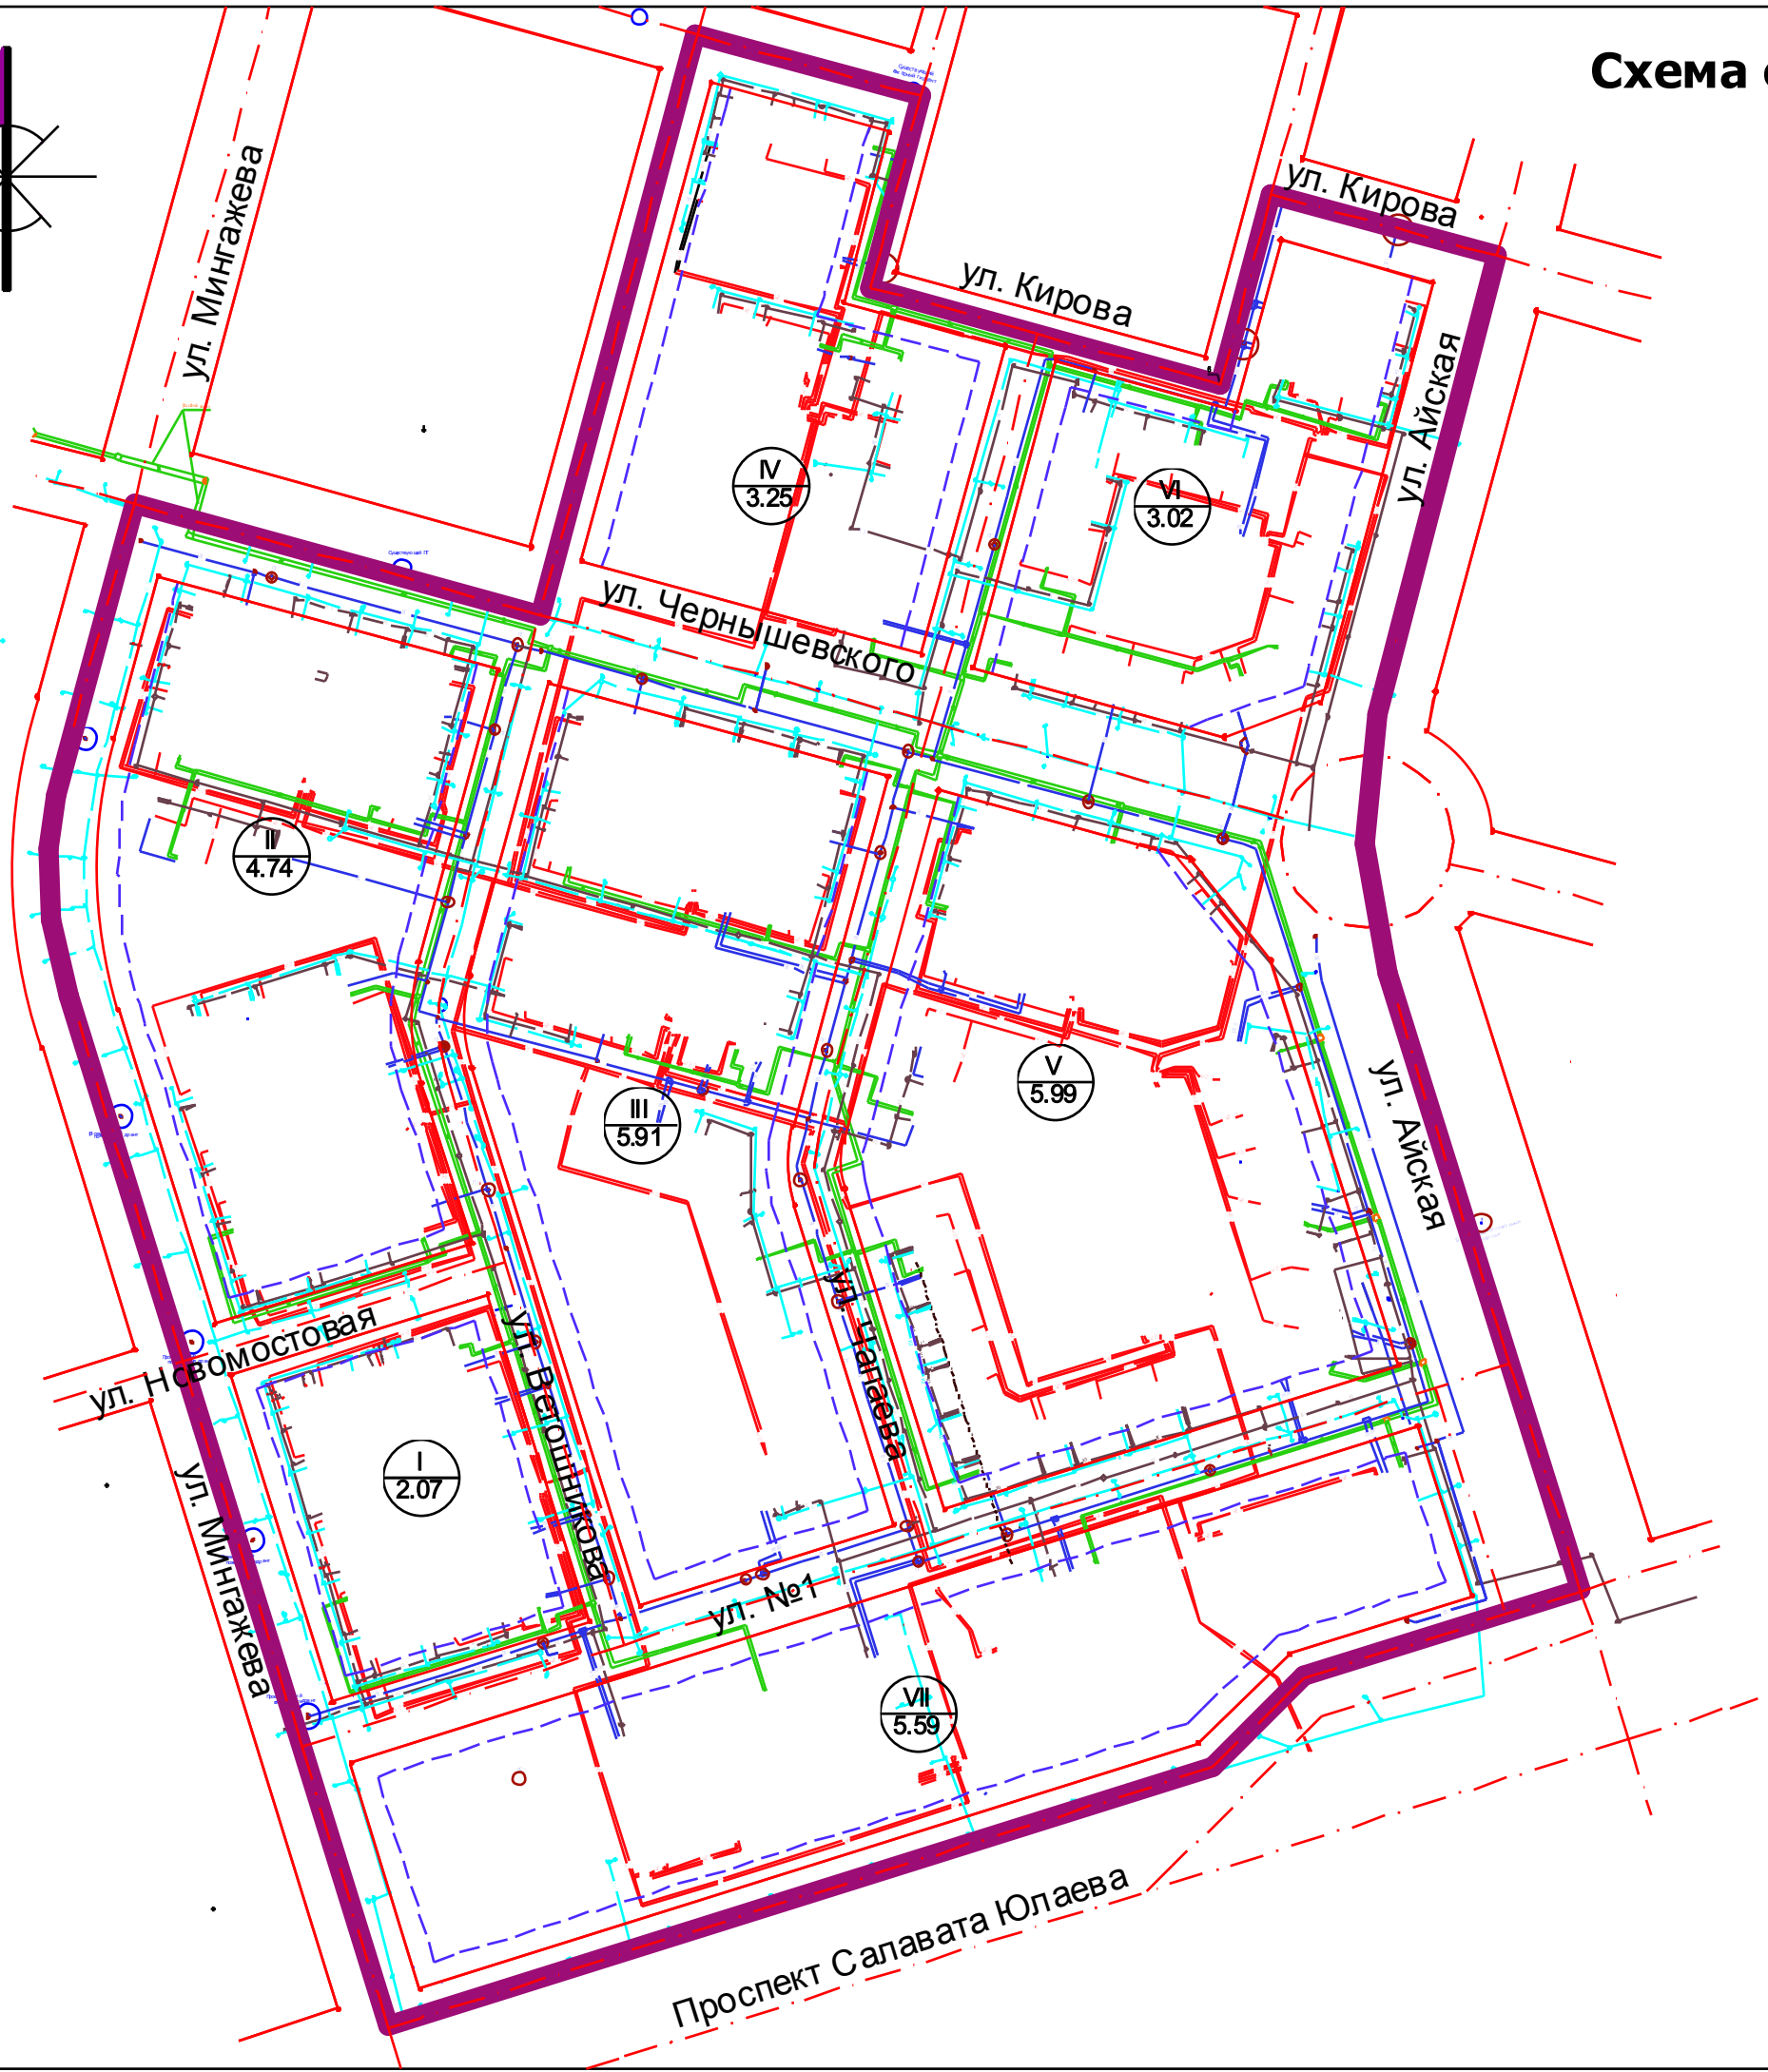 Схема
ул. Мингажева
ул. Кирова
ул. Кирова
ул. Айская
IV
3.25
VI
3.02
ул. Чернышевского
II
4.74
III
5.91
V
5.99
ул. Айская
ул. Новомостовая
ул. Ветошникова
ул. Чапаева
I
2.07
ул. Мингажева
ул. №1
VII
5.59
Проспект Салавата Юлаева